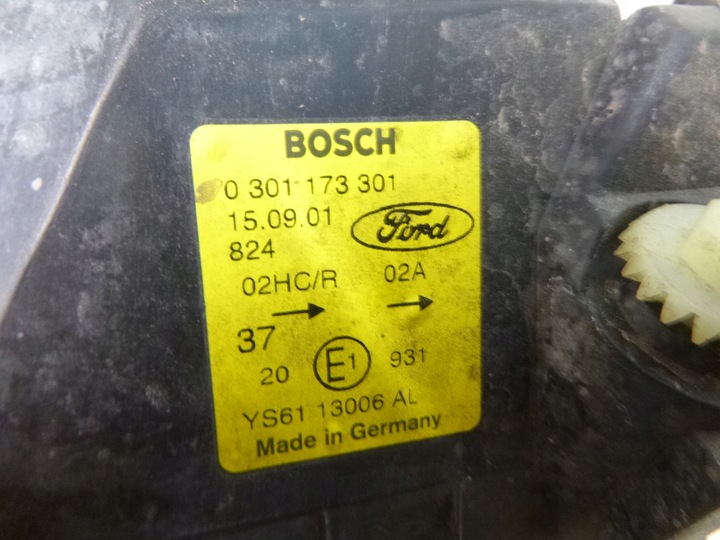 BOSCH
0 301 173 301
15.09.01
Ford
824
02HC/R 02A
→ →
37
20 E1 931
YS61 13006 AL
Made in Germany